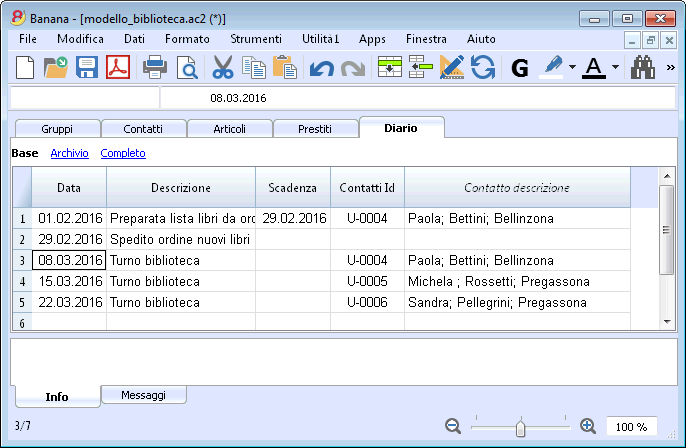 Banana - [modello_biblioteca.ac2 (*)]
File Modifica Dati Formato Strumenti Utilità1 Apps Finestra Aiuto
G A »
08.03.2016
Gruppi Contatti Articoli Prestiti Diario
Base Archivio Completo
Data Descrizione Scadenza Contatti Id Contatto descrizione
1 01.02.2016 Preparata lista libri da orc 29.02.2016 U-0004 Paola; Bettini; Bellinzona
2 29.02.2016 Spedito ordine nuovi libri
3 08.03.2016 Turno biblioteca U-0004 Paola; Bettini; Bellinzona
4 15.03.2016 Turno biblioteca U-0005 Michela ; Rossetti; Pregassona
5 22.03.2016 Turno biblioteca U-0006 Sandra; Pellegrini; Pregassona
6
Info Messaggi
3/7 100 %